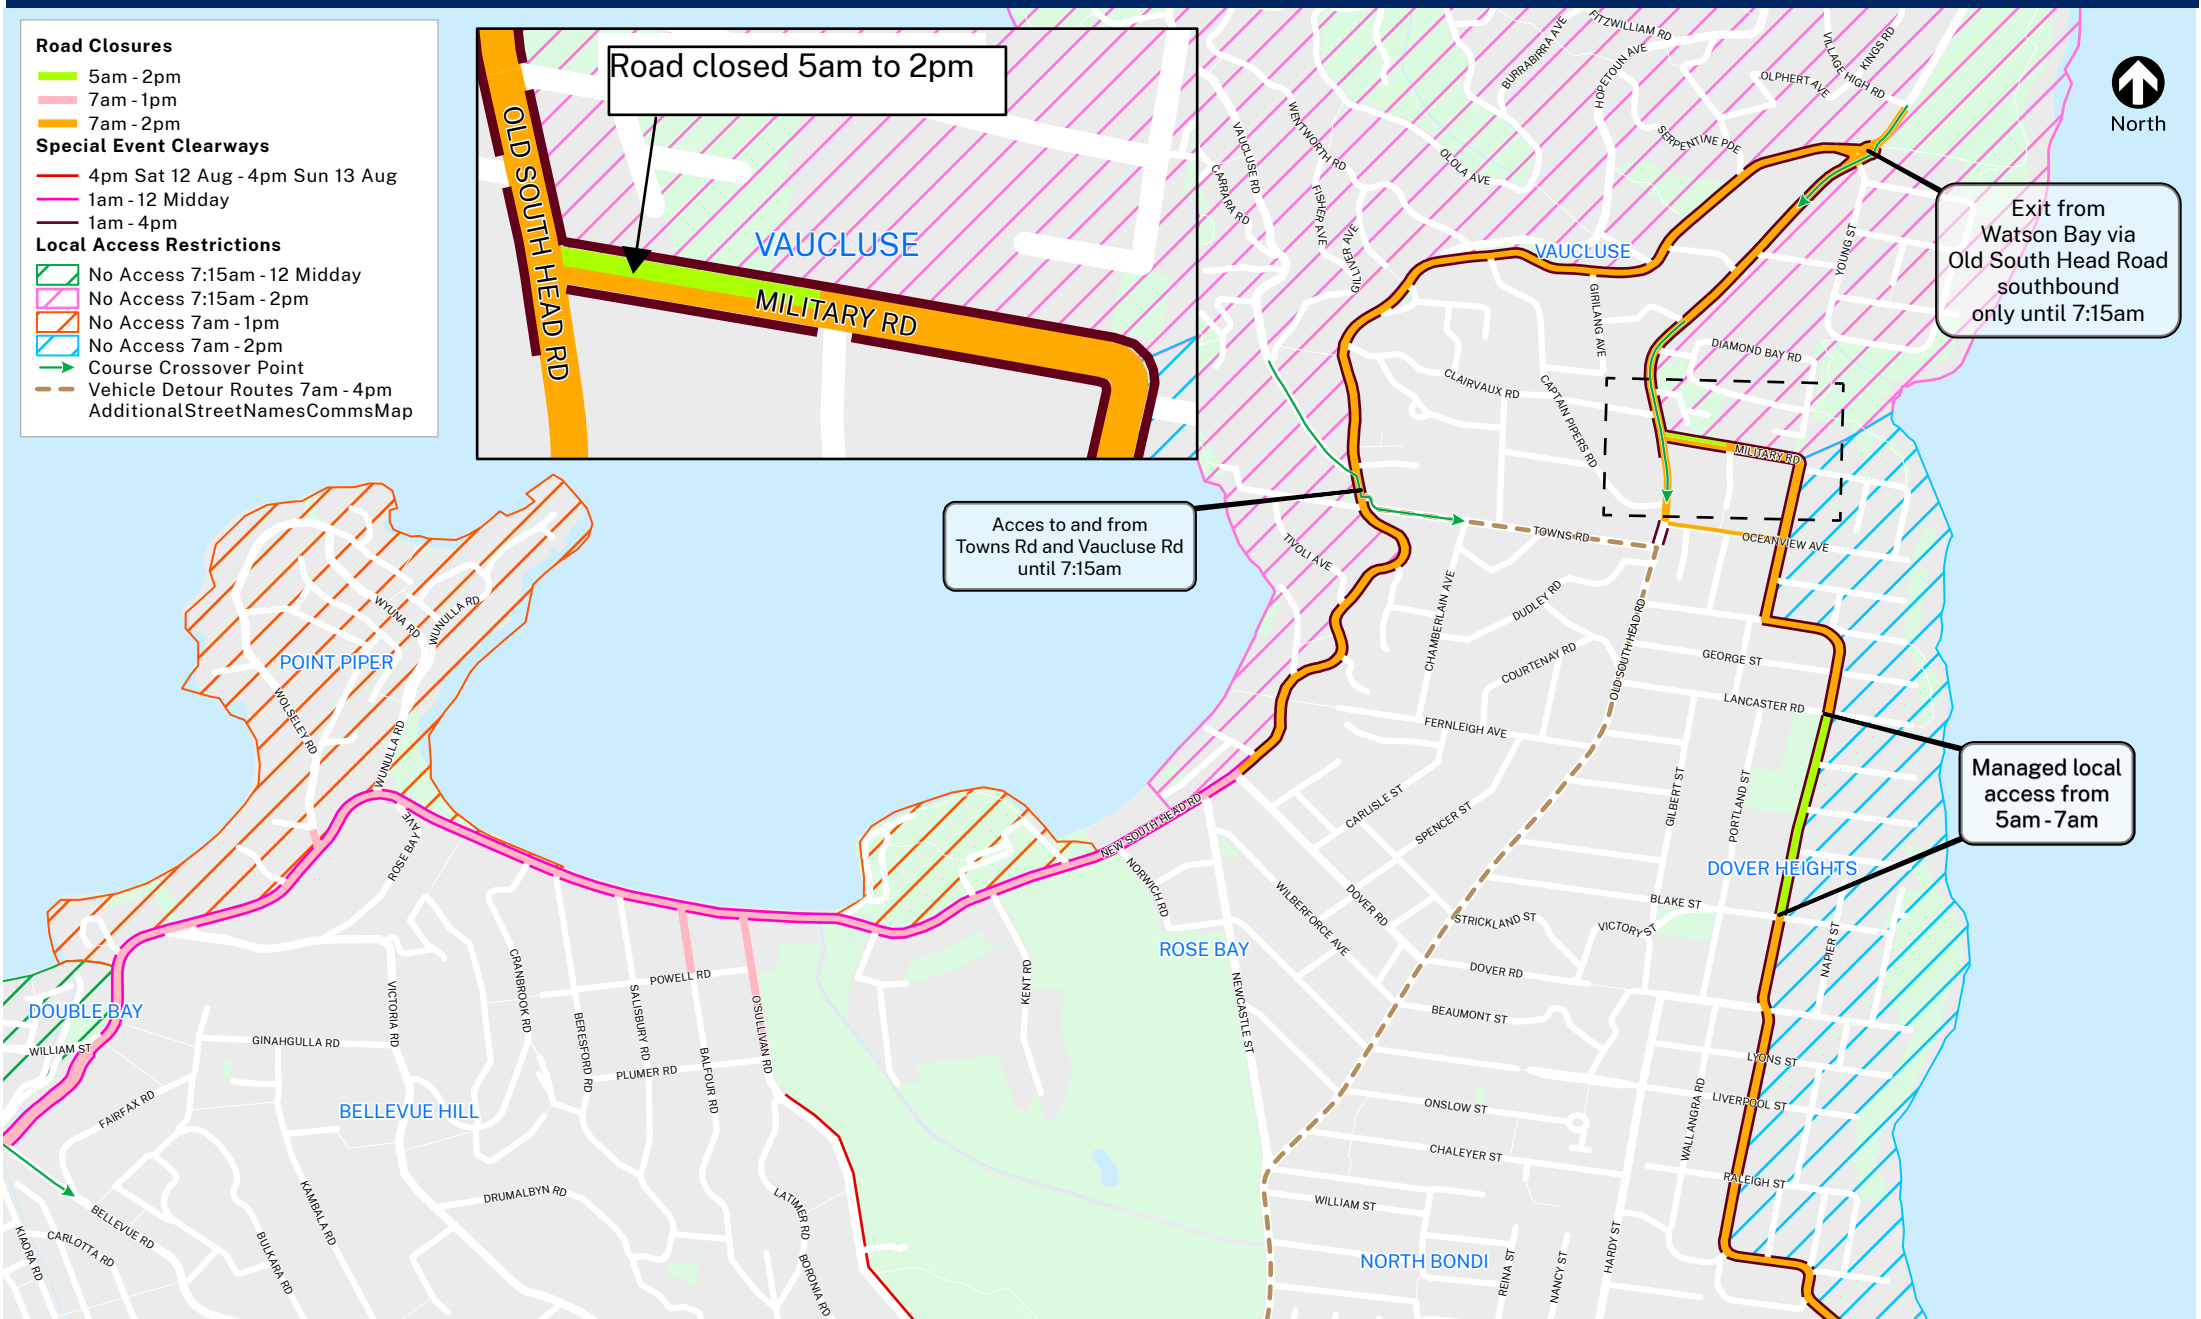 Road Closures
5am - 2pm
7am - 1pm
7am - 2pm
Special Event Clearways
4pm Sat 12 Aug - 4pm Sun 13 Aug
1am - 12 Midday
1am - 4pm
Local Access Restrictions
No Access 7:15am - 12 Midday
No Access 7:15am - 2pm
No Access 7am - 1pm
No Access 7am - 2pm
Course Crossover Point
Vehicle Detour Routes 7am - 4pm
AdditionalStreetNamesCommsMap
Road closed 5am to 2pm
OLD SOUTH HEAD RD
VAUCLUSE
MILITARY RD
North
FITZWILLIAM RD
BURRABIRRA AVE
HOPETOUN AVE
VILLAGE HIGH RD
KINGS RD
OLPHERT AVE
SERPENTINE PDE
WENTWORTH RD
VAUCLUSE RD
CARRARA RD
OLOLA AVE
FISHER AVE
GILLIVER AVE
YOUNG ST
VAUCLUSE
Exit from
Watson Bay via
Old South Head Road
southbound
only until 7:15am
GIRILANG AVE
DIAMOND BAY RD
CLAIRVAUX RD
CAPTAIN PIPERS RD
MILITARY RD
Acces to and from
Towns Rd and Vaucluse Rd
until 7:15am
TOWNS RD
OCEANVIEW AVE
TIVOLI AVE
CHAMBERLAIN AVE
DUDLEY RD
OLD SOUTH HEAD RD
COURTENAY RD
GEORGE ST
LANCASTER RD
FERNLEIGH AVE
WYUNA RD
WUNULLA RD
POINT PIPER
WOLSELEY RD
WUNULLA RD
ROSE BAY AVE
Managed local
access from
5am - 7am
CARLISLE ST
SPENCER ST
GILBERT ST
PORTLAND ST
NEW SOUTH HEAD RD
DOVER HEIGHTS
NORWICH RD
WILBERFORCE AVE
DOVER RD
BLAKE ST
STRICKLAND ST
VICTORY ST
NAPIER ST
ROSE BAY
DOVER RD
BEAUMONT ST
DOUBLE BAY
WILLIAM ST
GINAHGULLA RD
VICTORIA RD
CRANBROOK RD
BERESFORD RD
SALISBURY RD
POWELL RD
O'SULLIVAN RD
KENT RD
NEWCASTLE ST
PLUMER RD
BALFOUR RD
FAIRFAX RD
BELLEVUE HILL
LYONS ST
LIVERPOOL ST
ONSLOW ST
WALLANGRA RD
CHALEYER ST
RALEIGH ST
WILLIAM ST
DRUMALBYN RD
LATIMER RD
KAMBALA RD
BELLEVUE RD
CARLOTTA RD
KIAORA RD
BULKARA RD
BORONIA RD
NORTH BONDI
REINA ST
NANCY ST
HARDY ST